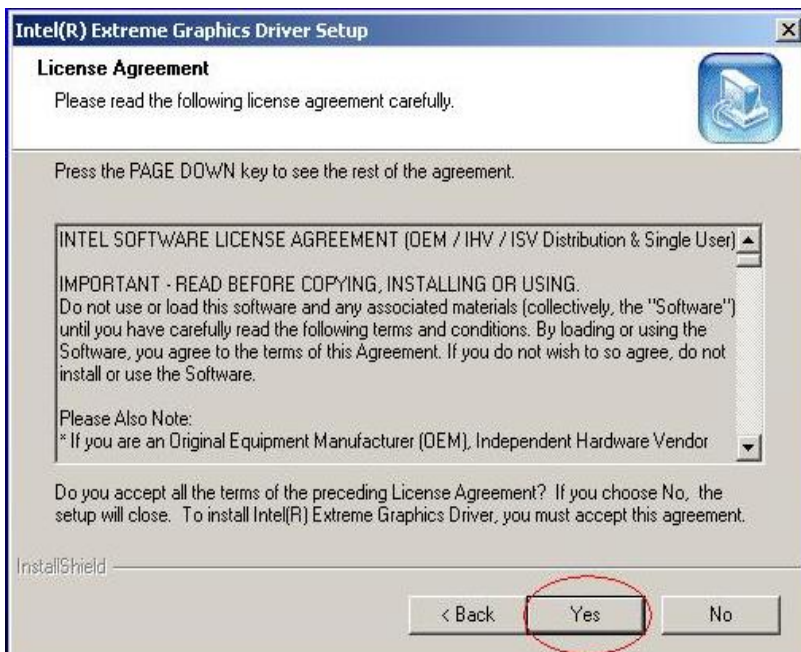 Intel(R) Extreme Graphics Driver Setup
License Agreement
Please read the following license agreement carefully.
Press the PAGE DOWN key to see the rest of the agreement.
INTEL SOFTWARE LICENSE AGREEMENT (OEM / IHV / ISV Distribution & Single User)
IMPORTANT - READ BEFORE COPYING, INSTALLING OR USING.
Do not use or load this software and any associated materials (collectively, the "Software")
until you have carefully read the following terms and conditions. By loading or using the
Software, you agree to the terms of this Agreement. If you do not wish to so agree, do not
install or use the Software.
Please Also Note:
* If you are an Original Equipment Manufacturer (OEM), Independent Hardware Vendor
Do you accept all the terms of the preceding License Agreement? If you choose No, the
setup will close. To install Intel(R) Extreme Graphics Driver, you must accept this agreement.
InstallShield
< Back Yes No